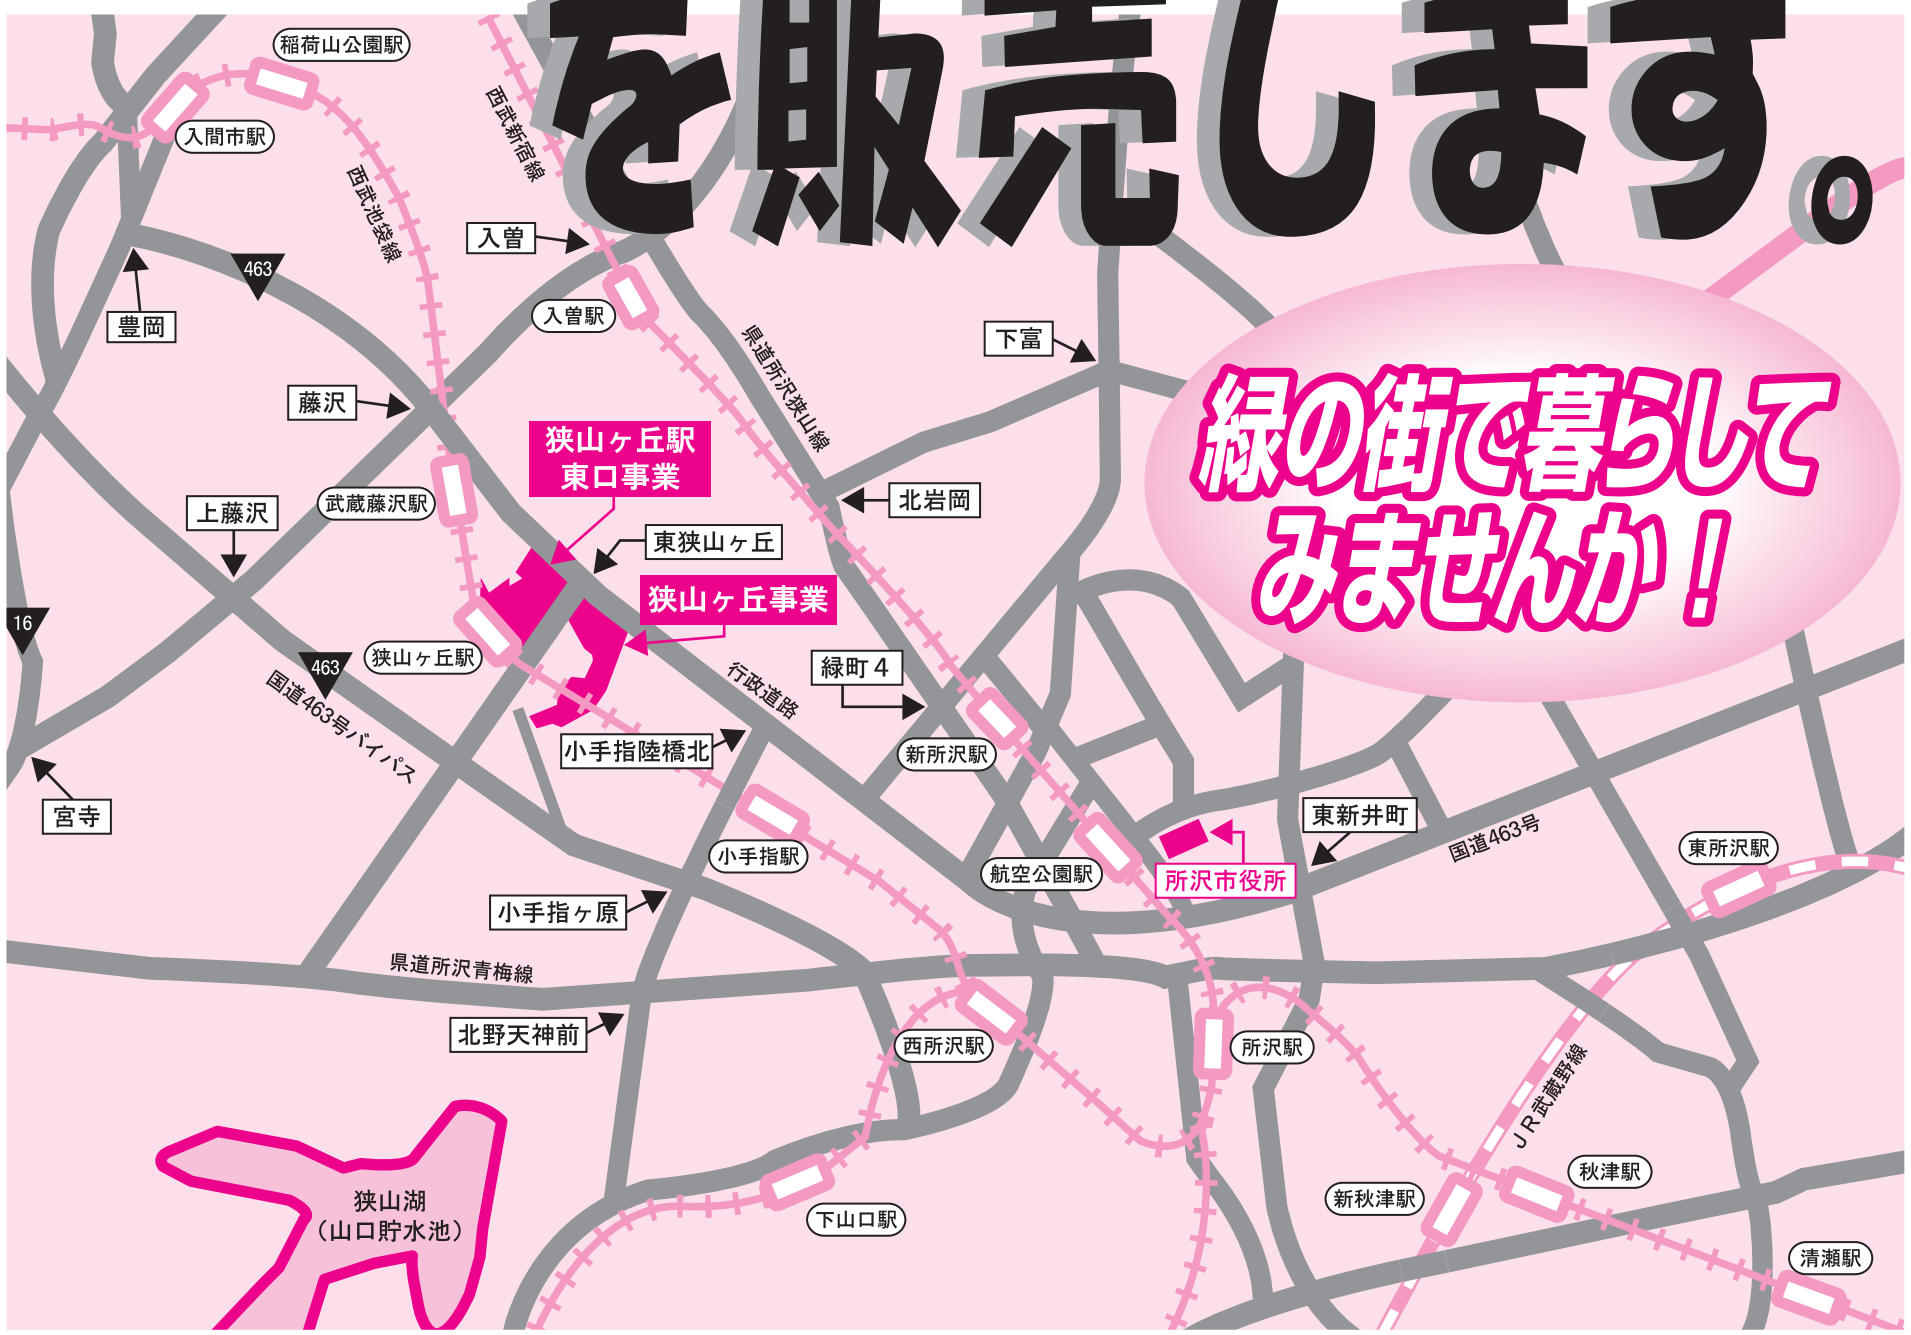 を販売します。
稲荷山公園駅
入間市駅
西武新宿線
西武池袋線
入曽
463
豊岡
入曽駅
県道所沢狭山線
下富
緑の街で暮らして
みませんか！
藤沢
狭山ヶ丘駅
東口事業
武蔵藤沢駅
上藤沢
北岩岡
東狭山ヶ丘
狭山ヶ丘事業
16
463
狭山ヶ丘駅
国道463号バイパス
行政道路
緑町４
小手指陸橋北
新所沢駅
宮寺
小手指駅
東新井町
国道463号
東所沢駅
航空公園駅
所沢市役所
小手指ヶ原
県道所沢青梅線
北野天神前
西所沢駅
所沢駅
ＪＲ武蔵野線
狭山湖
（山口貯水池）
下山口駅
新秋津駅
秋津駅
清瀬駅